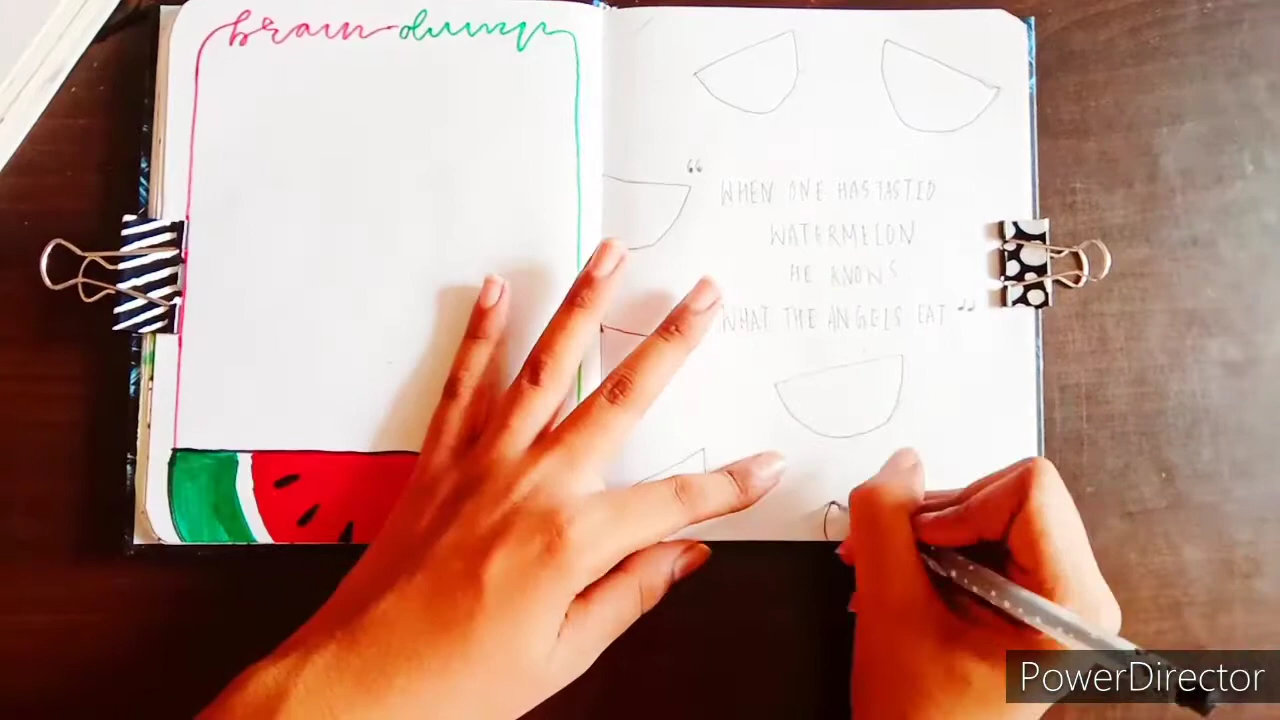 brain dump
“ WHEN ONE HAS TASTED
WATERMELON
HE KNOWS
WHAT THE ANGELS EAT ”
PowerDirector